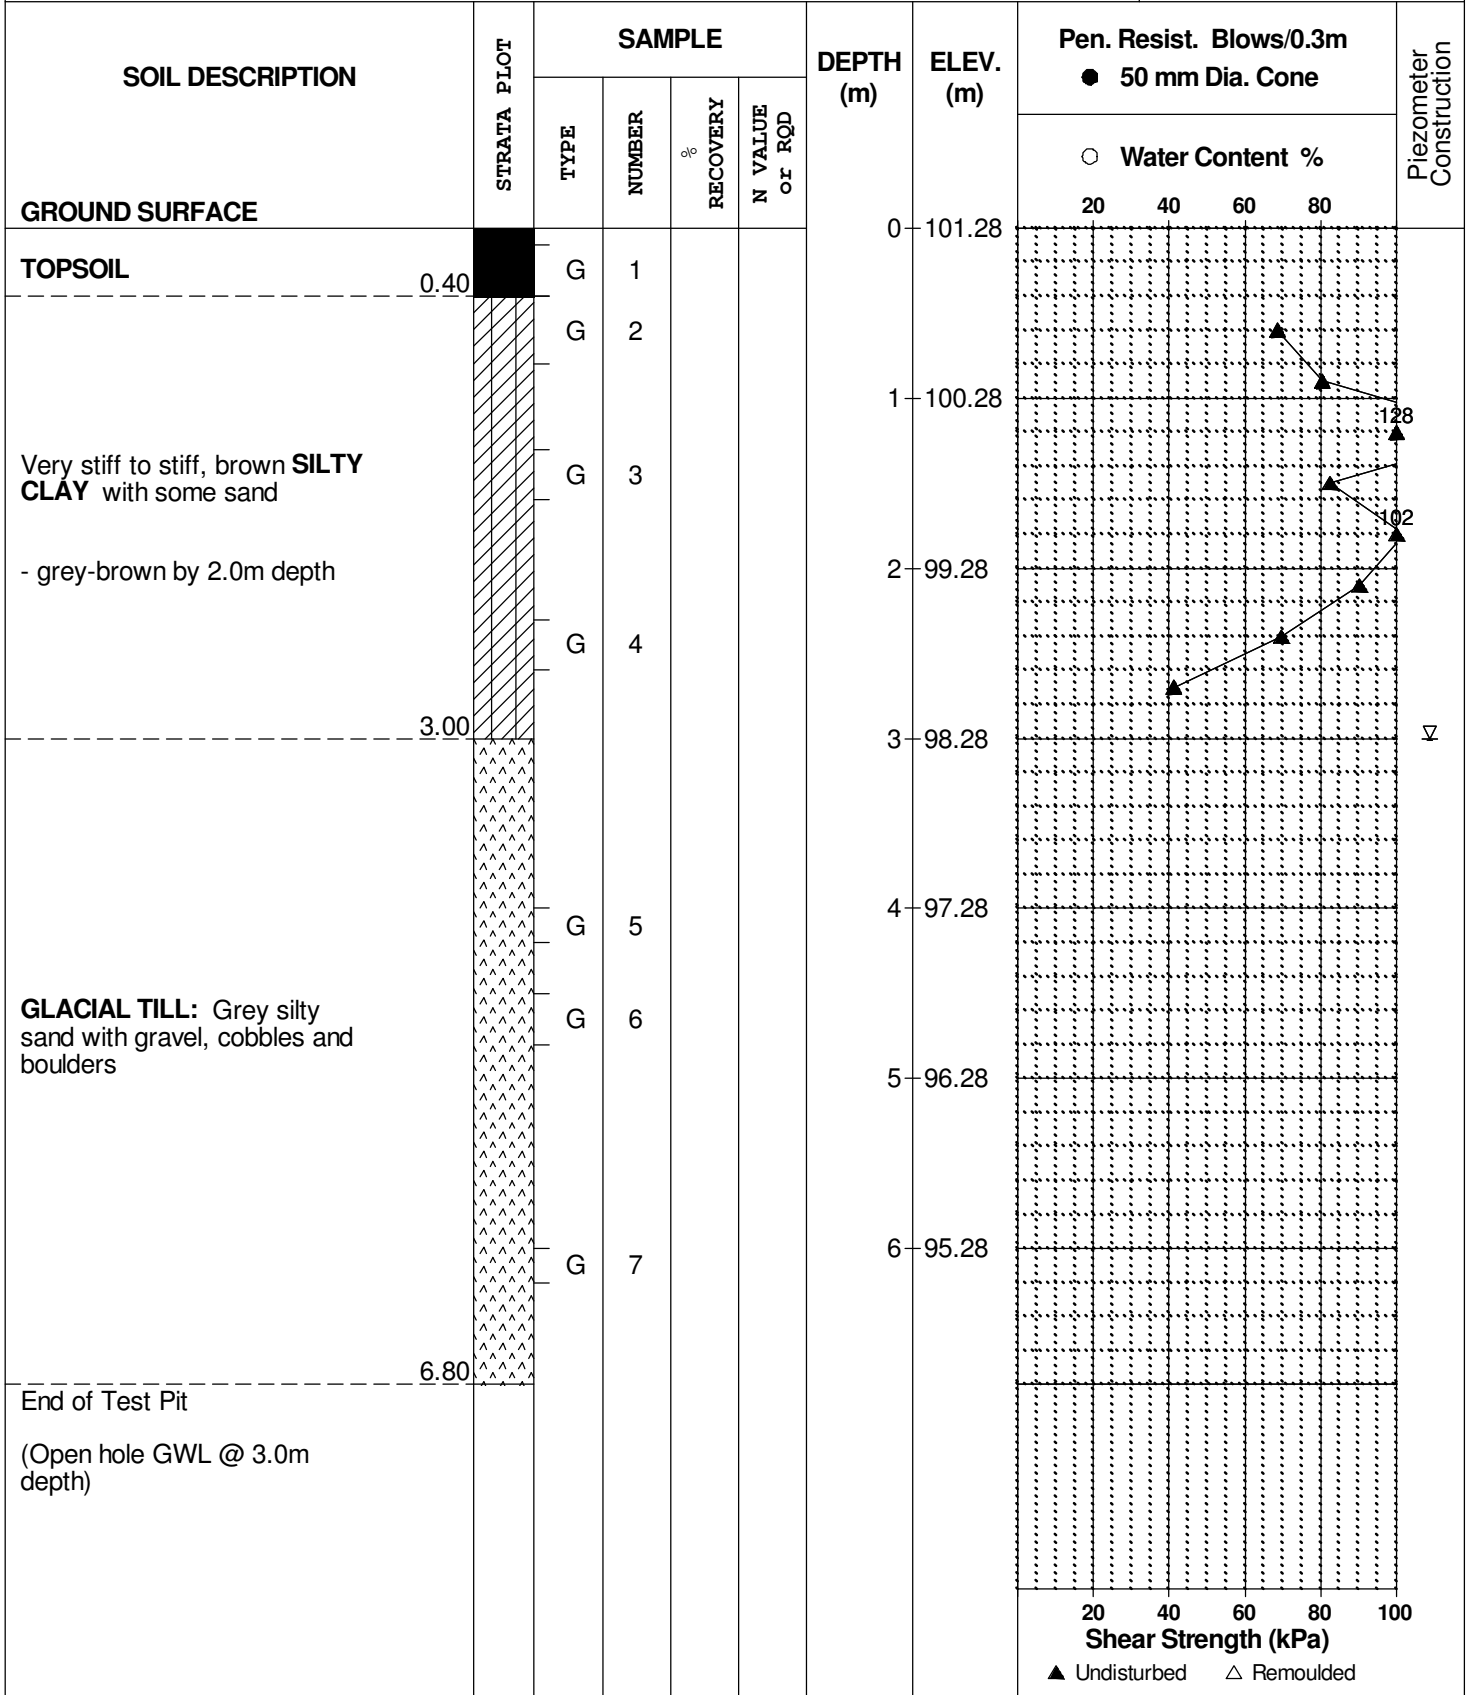 SOIL DESCRIPTION
GROUND SURFACE
STRATA PLOT
SAMPLE
TYPE
NUMBER
%
RECOVERY
N VALUE
or RQD
DEPTH
(m)
ELEV.
(m)
Pen. Resist. Blows/0.3m
● 50 mm Dia. Cone
○ Water Content %
20 40 60 80
Piezometer
Construction
0 101.28
TOPSOIL
0.40
G 1
G 2
1 100.28
128
Very stiff to stiff, brown SILTY
CLAY with some sand
G 3
102
- grey-brown by 2.0m depth
2 99.28
G 4
3.00
3 98.28
4 97.28
G 5
GLACIAL TILL: Grey silty
sand with gravel, cobbles and
boulders
G 6
5 96.28
6 95.28
G 7
6.80
End of Test Pit
(Open hole GWL @ 3.0m
depth)
20 40 60 80 100
Shear Strength (kPa)
▲ Undisturbed △ Remoulded